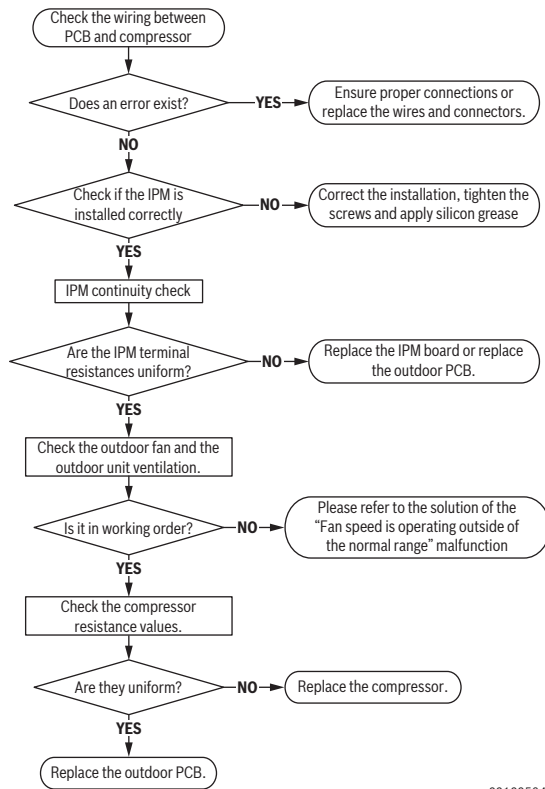 Check the wiring between
PCB and compressor
Does an error exist?
YES
Ensure proper connections or
replace the wires and connectors.
NO
Check if the IPM is
installed correctly
NO
Correct the installation, tighten the
screws and apply silicon grease
YES
IPM continuity check
Are the IPM terminal
resistances uniform?
NO
Replace the IPM board or replace
the outdoor PCB.
YES
Check the outdoor fan and the
outdoor unit ventilation.
Is it in working order?
NO
Please refer to the solution of the
“Fan speed is operating outside of
the normal range” malfunction
YES
Check the compressor
resistance values.
Are they uniform?
NO
Replace the compressor.
YES
Replace the outdoor PCB.